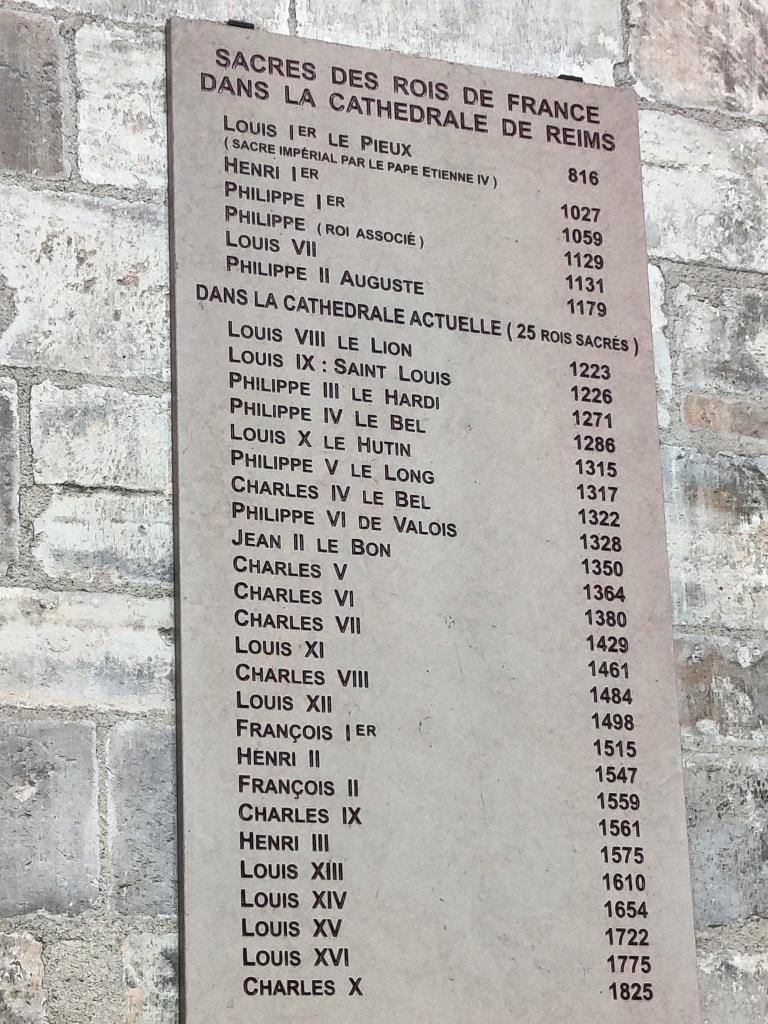 SACRES DES ROIS DE FRANCE
DANS LA CATHEDRALE DE REIMS
LOUIS IER LE PIEUX 816
(SACRE IMPÉRIAL PAR LE PAPE ETIENNE IV)
HENRI IER 1027
PHILIPPE IER 1059
PHILIPPE (ROI ASSOCIÉ) 1129
LOUIS VII 1131
PHILIPPE II AUGUSTE 1179
DANS LA CATHEDRALE ACTUELLE (25 ROIS SACRÉS)
LOUIS VIII LE LION 1223
LOUIS IX : SAINT LOUIS 1226
PHILIPPE III LE HARDI 1271
PHILIPPE IV LE BEL 1286
LOUIS X LE HUTIN 1315
PHILIPPE V LE LONG 1317
CHARLES IV LE BEL 1322
PHILIPPE VI DE VALOIS 1328
JEAN II LE BON 1350
CHARLES V 1364
CHARLES VI 1380
CHARLES VII 1429
LOUIS XI 1461
CHARLES VIII 1484
LOUIS XII 1498
FRANÇOIS IER 1515
HENRI II 1547
FRANÇOIS II 1559
CHARLES IX 1561
HENRI III 1575
LOUIS XIII 1610
LOUIS XIV 1654
LOUIS XV 1722
LOUIS XVI 1775
CHARLES X 1825